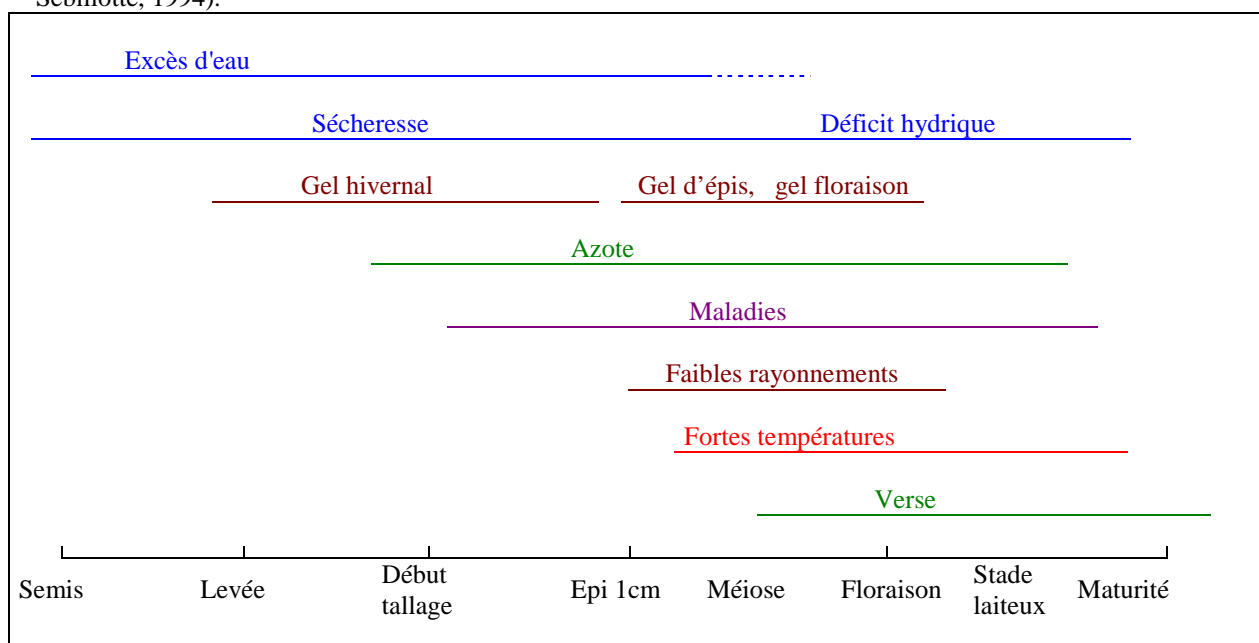 Sebillotte, 1994).
Excès d'eau
Sécheresse Déficit hydrique
Gel hivernal Gel d’épis, gel floraison
Azote
Maladies
Faibles rayonnements
Fortes températures
Verse
Semis Levée Début tallage Epi 1cm Méiose Floraison Stade laiteux Maturité